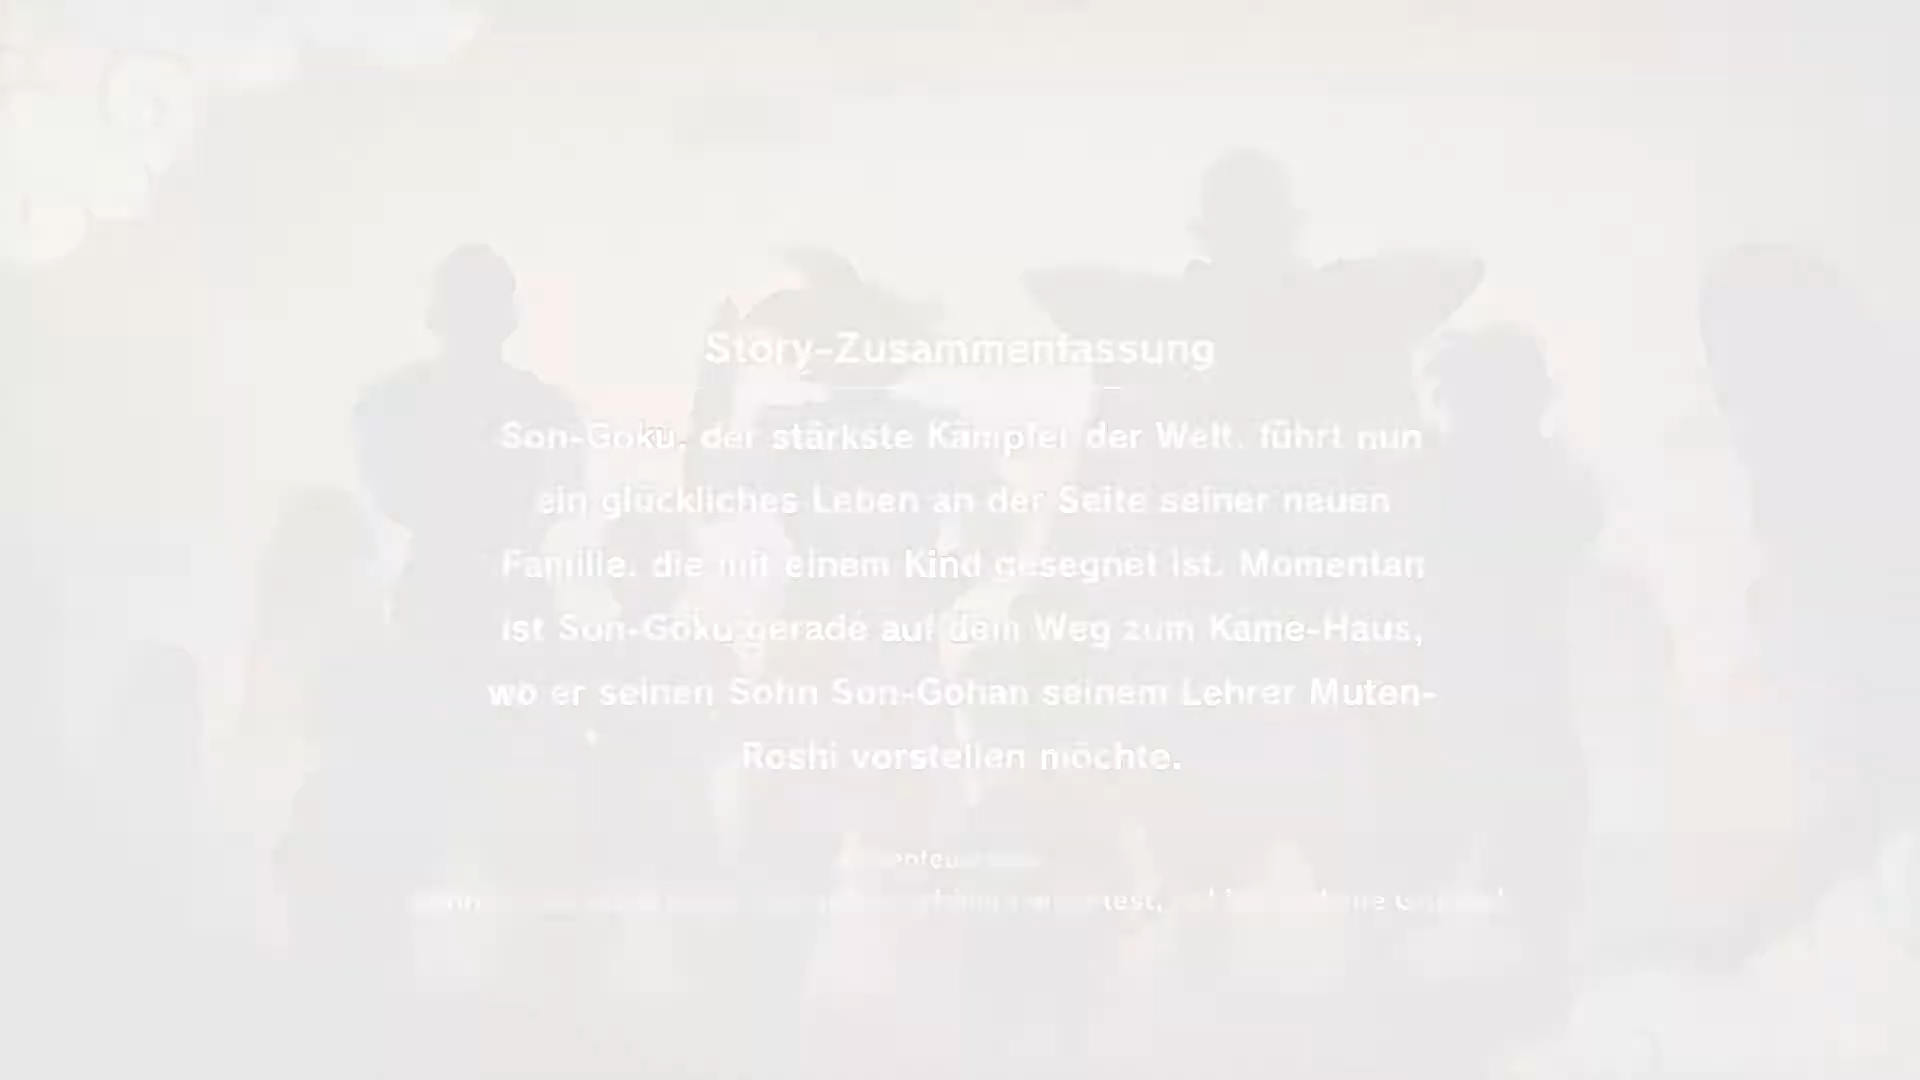 Story-Zusammenfassung
Son-Goku, der stärkste Kämpfer der Welt, führt nun
ein glückliches Leben an der Seite seiner neuen
Familie, die mit einem Kind gesegnet ist. Momentan
ist Son-Goku gerade auf dem Weg zum Kame-Haus,
wo er seinen Sohn Son-Gohan seinem Lehrer Muten-
Roshi vorstellen möchte.